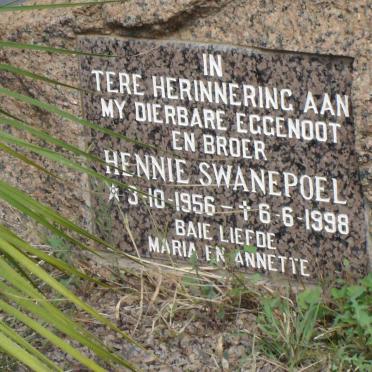 IN
TERE HERINNERING AAN
MY DIERBARE EGGENOOT
EN BROER
HENNIE SWANEPOEL
* 3·10·1956 - † 6·6·1998
BAIE LIEFDE
MARIA EN ANNETTE